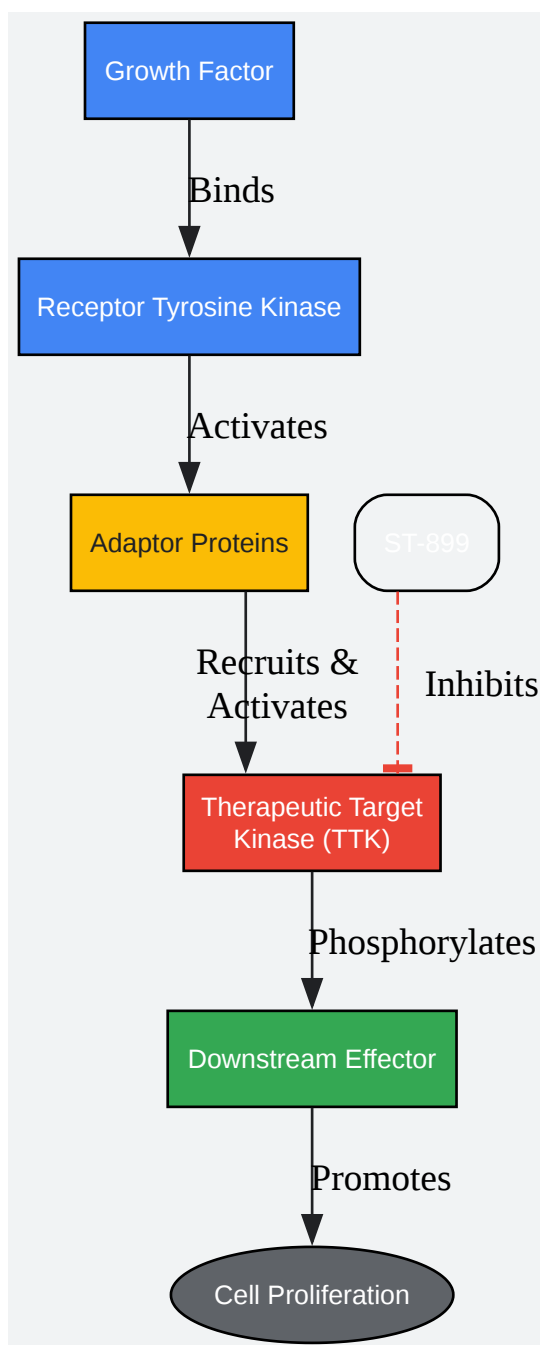 Growth Factor
Binds
Receptor Tyrosine Kinase
Activates
Adaptor Proteins
ST-899
Recruits &
Activates
Inhibits
Therapeutic Target
Kinase (TTK)
Phosphorylates
Downstream Effector
Promotes
Cell Proliferation